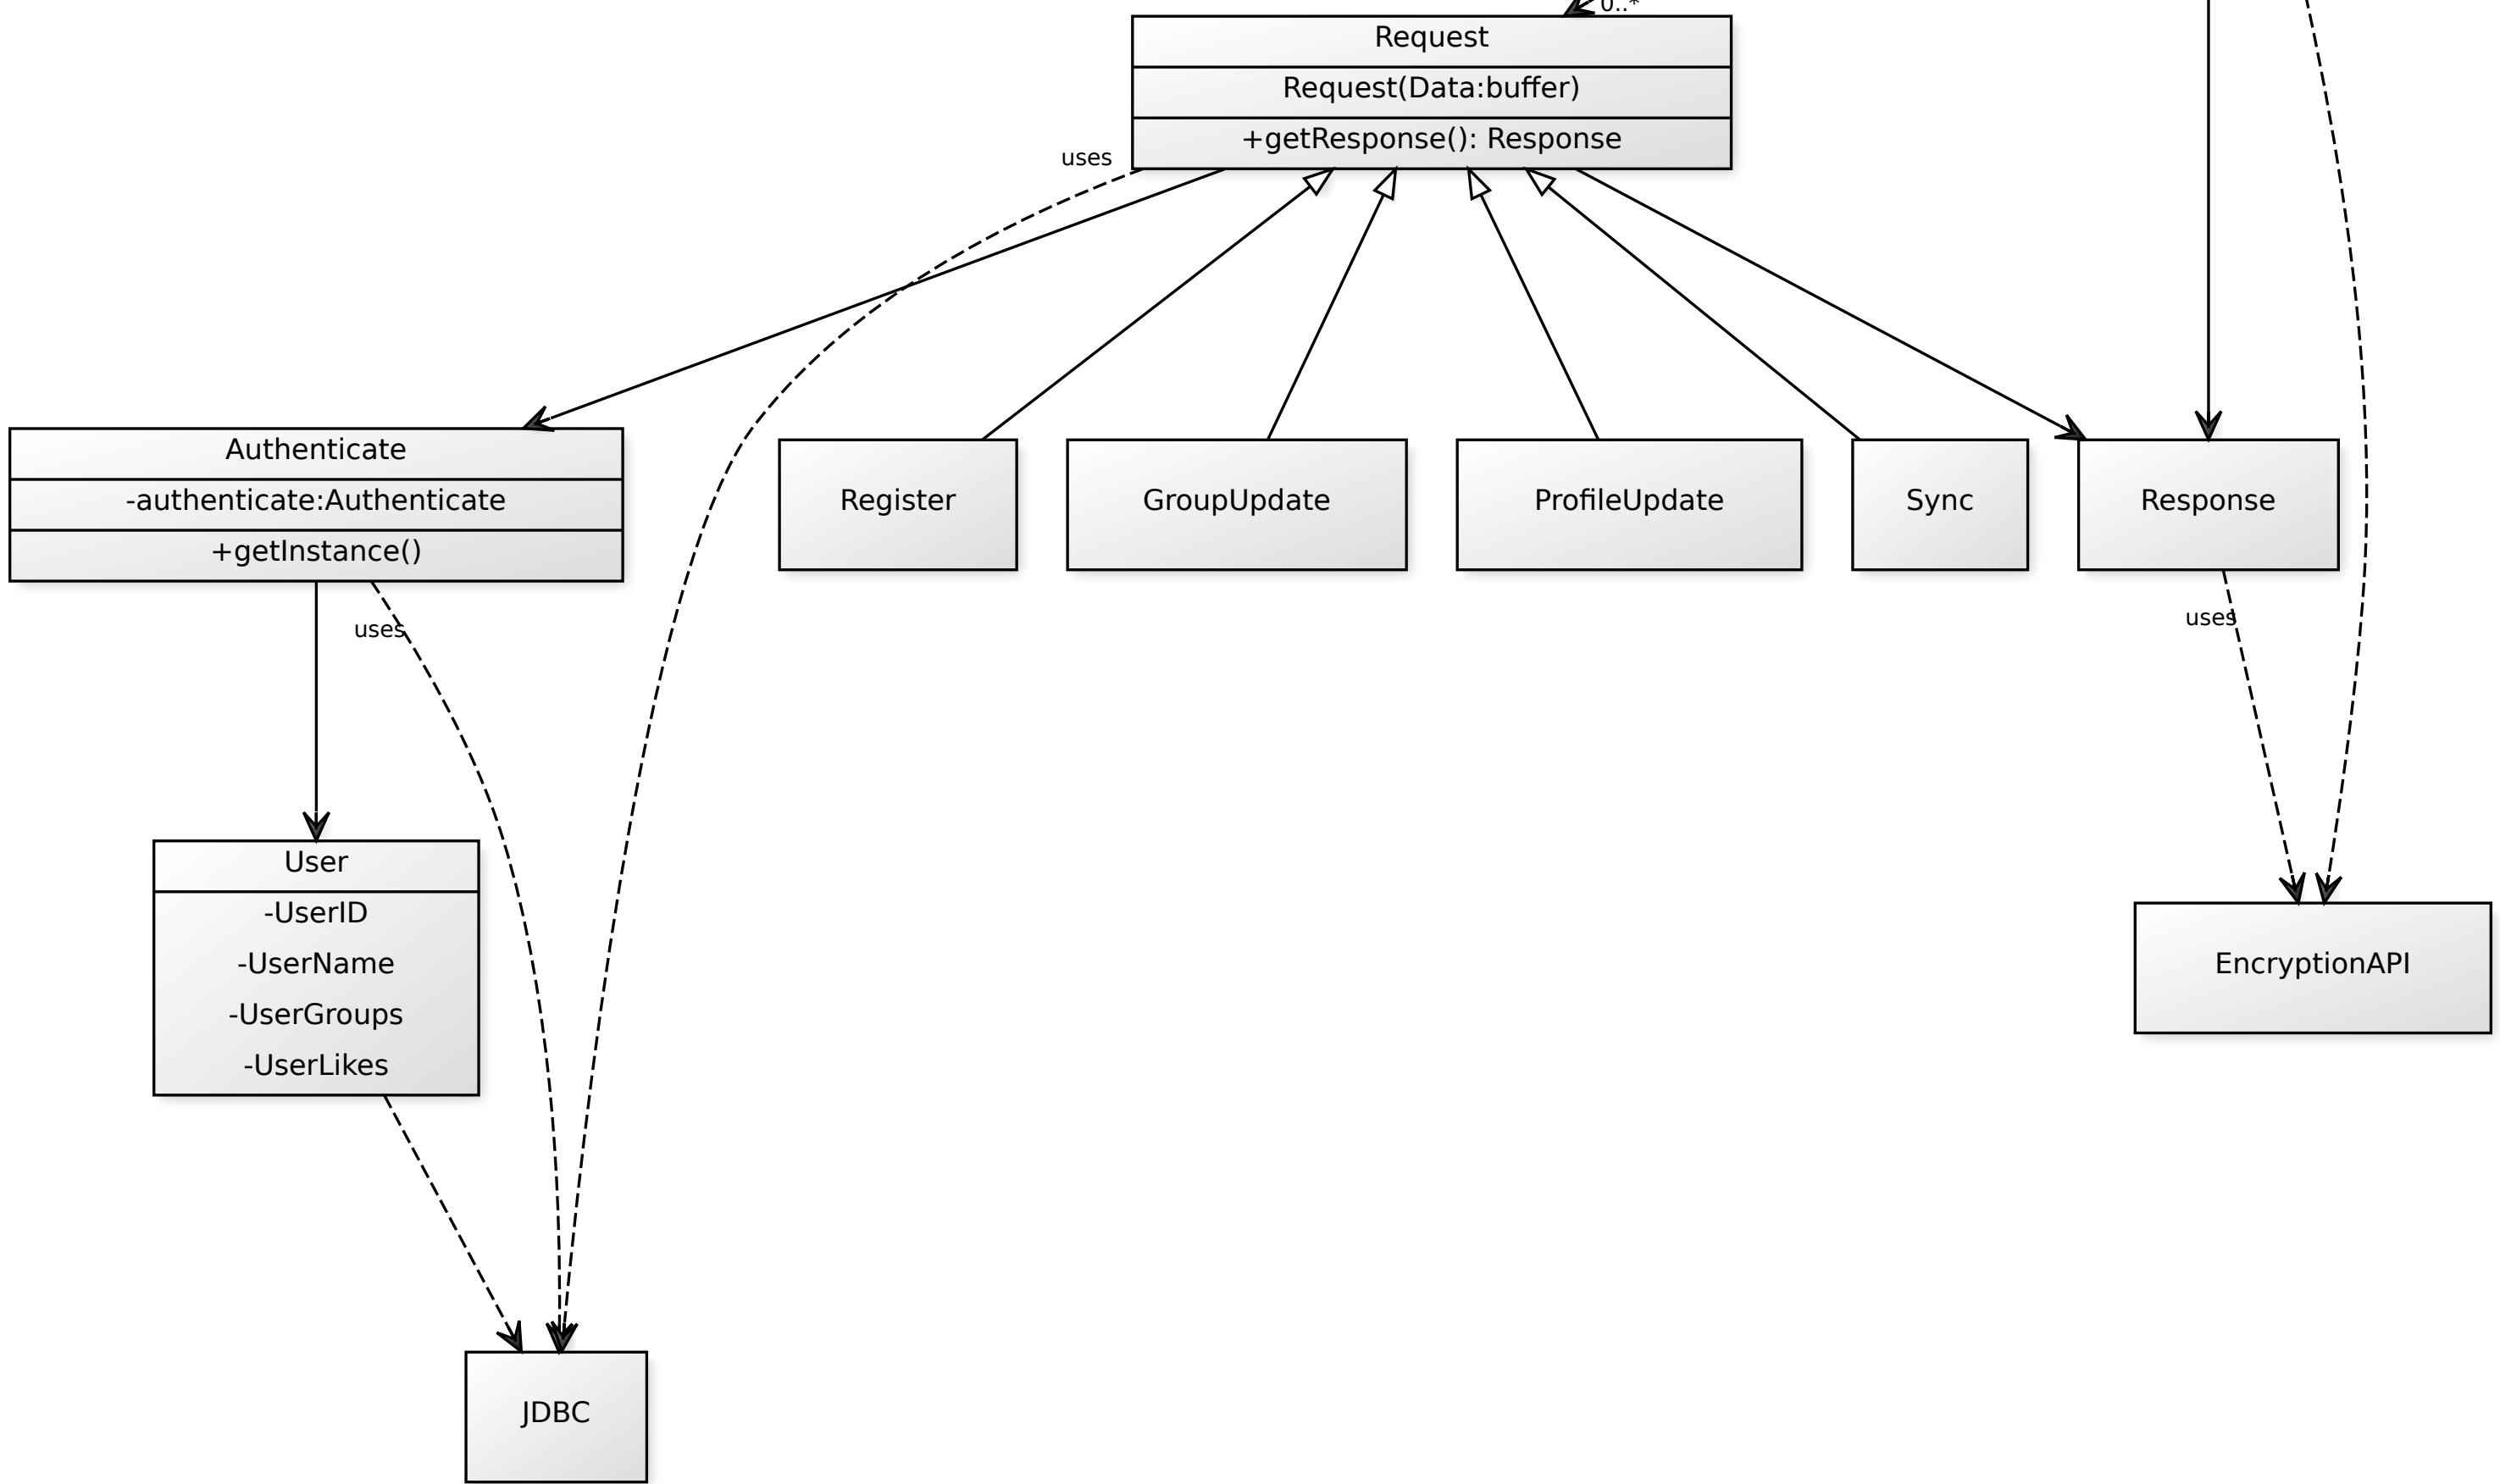 0..*
Request
Request(Data:buffer)
+getResponse(): Response
uses
Authenticate
-authenticate:Authenticate
+getInstance()
Register
GroupUpdate
ProfileUpdate
Sync
Response
uses
uses
User
-UserID
-UserName
-UserGroups
-UserLikes
EncryptionAPI
JDBC